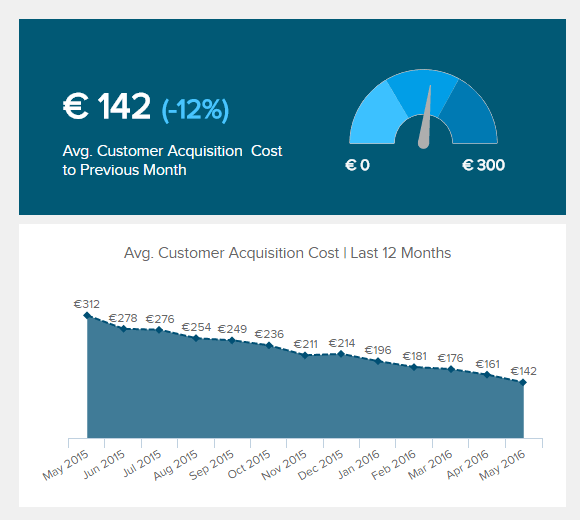 € 142 (-12%)
Avg. Customer Acquisition Cost
to Previous Month
€ 0
€ 300
Avg. Customer Acquisition Cost | Last 12 Months
€312
€278
€276
€254
€249
€236
€211
€214
€196
€181
€176
€161
€142
May 2015
Jun 2015
Jul 2015
Aug 2015
Sep 2015
Oct 2015
Nov 2015
Dec 2015
Jan 2016
Feb 2016
Mar 2016
Apr 2016
May 2016